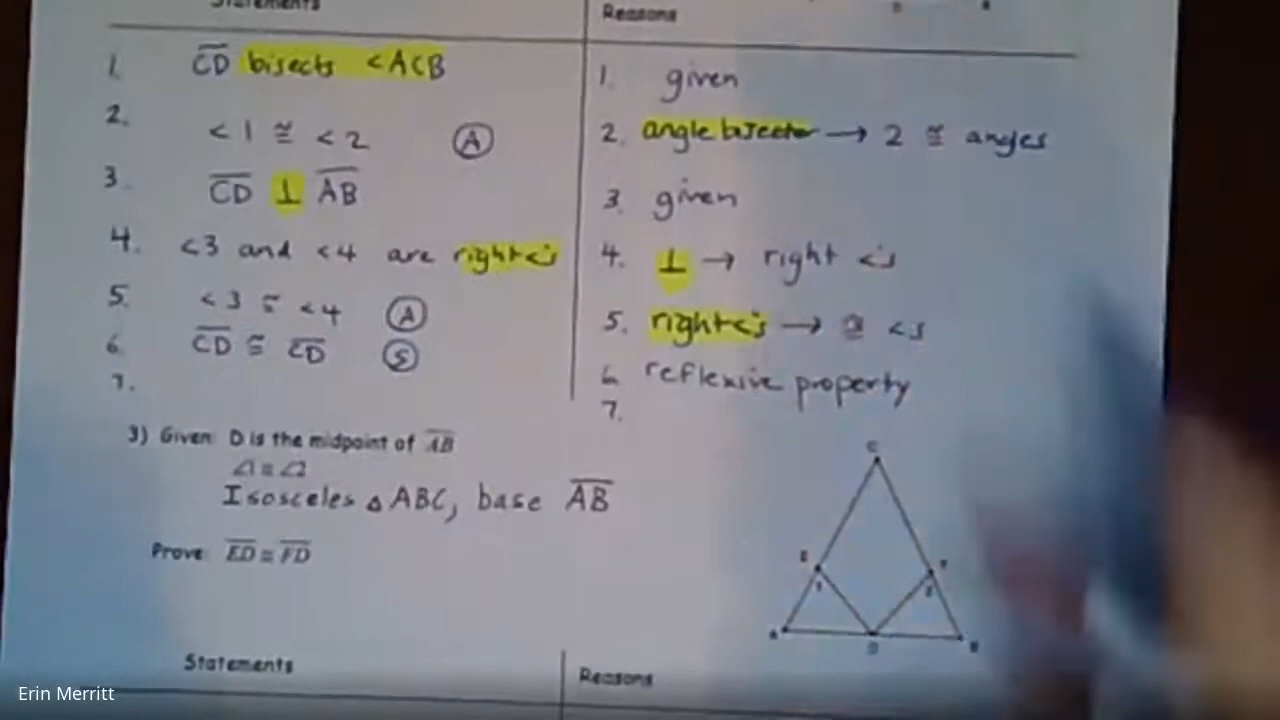 Statements
Reasons
1. CD bisects <ACB
1. given
2. <1 ≅ <2 A
2. angle bisector → 2 ≅ angles
3. CD ⊥ AB
3. given
4. <3 and <4 are right <'s
4. ⊥ → right <'s
5. <3 ≅ <4 A
5. right <'s → ≅ <s
6. CD ≅ CD S
6. reflexive property
7.
7.
3) Given: D is the midpoint of AB
∠1 ≅ ∠2
Isosceles △ ABC, base AB
Prove: ED ≅ FD
C
E
F
1
2
A
D
B
Statements
Reasons
Erin Merritt